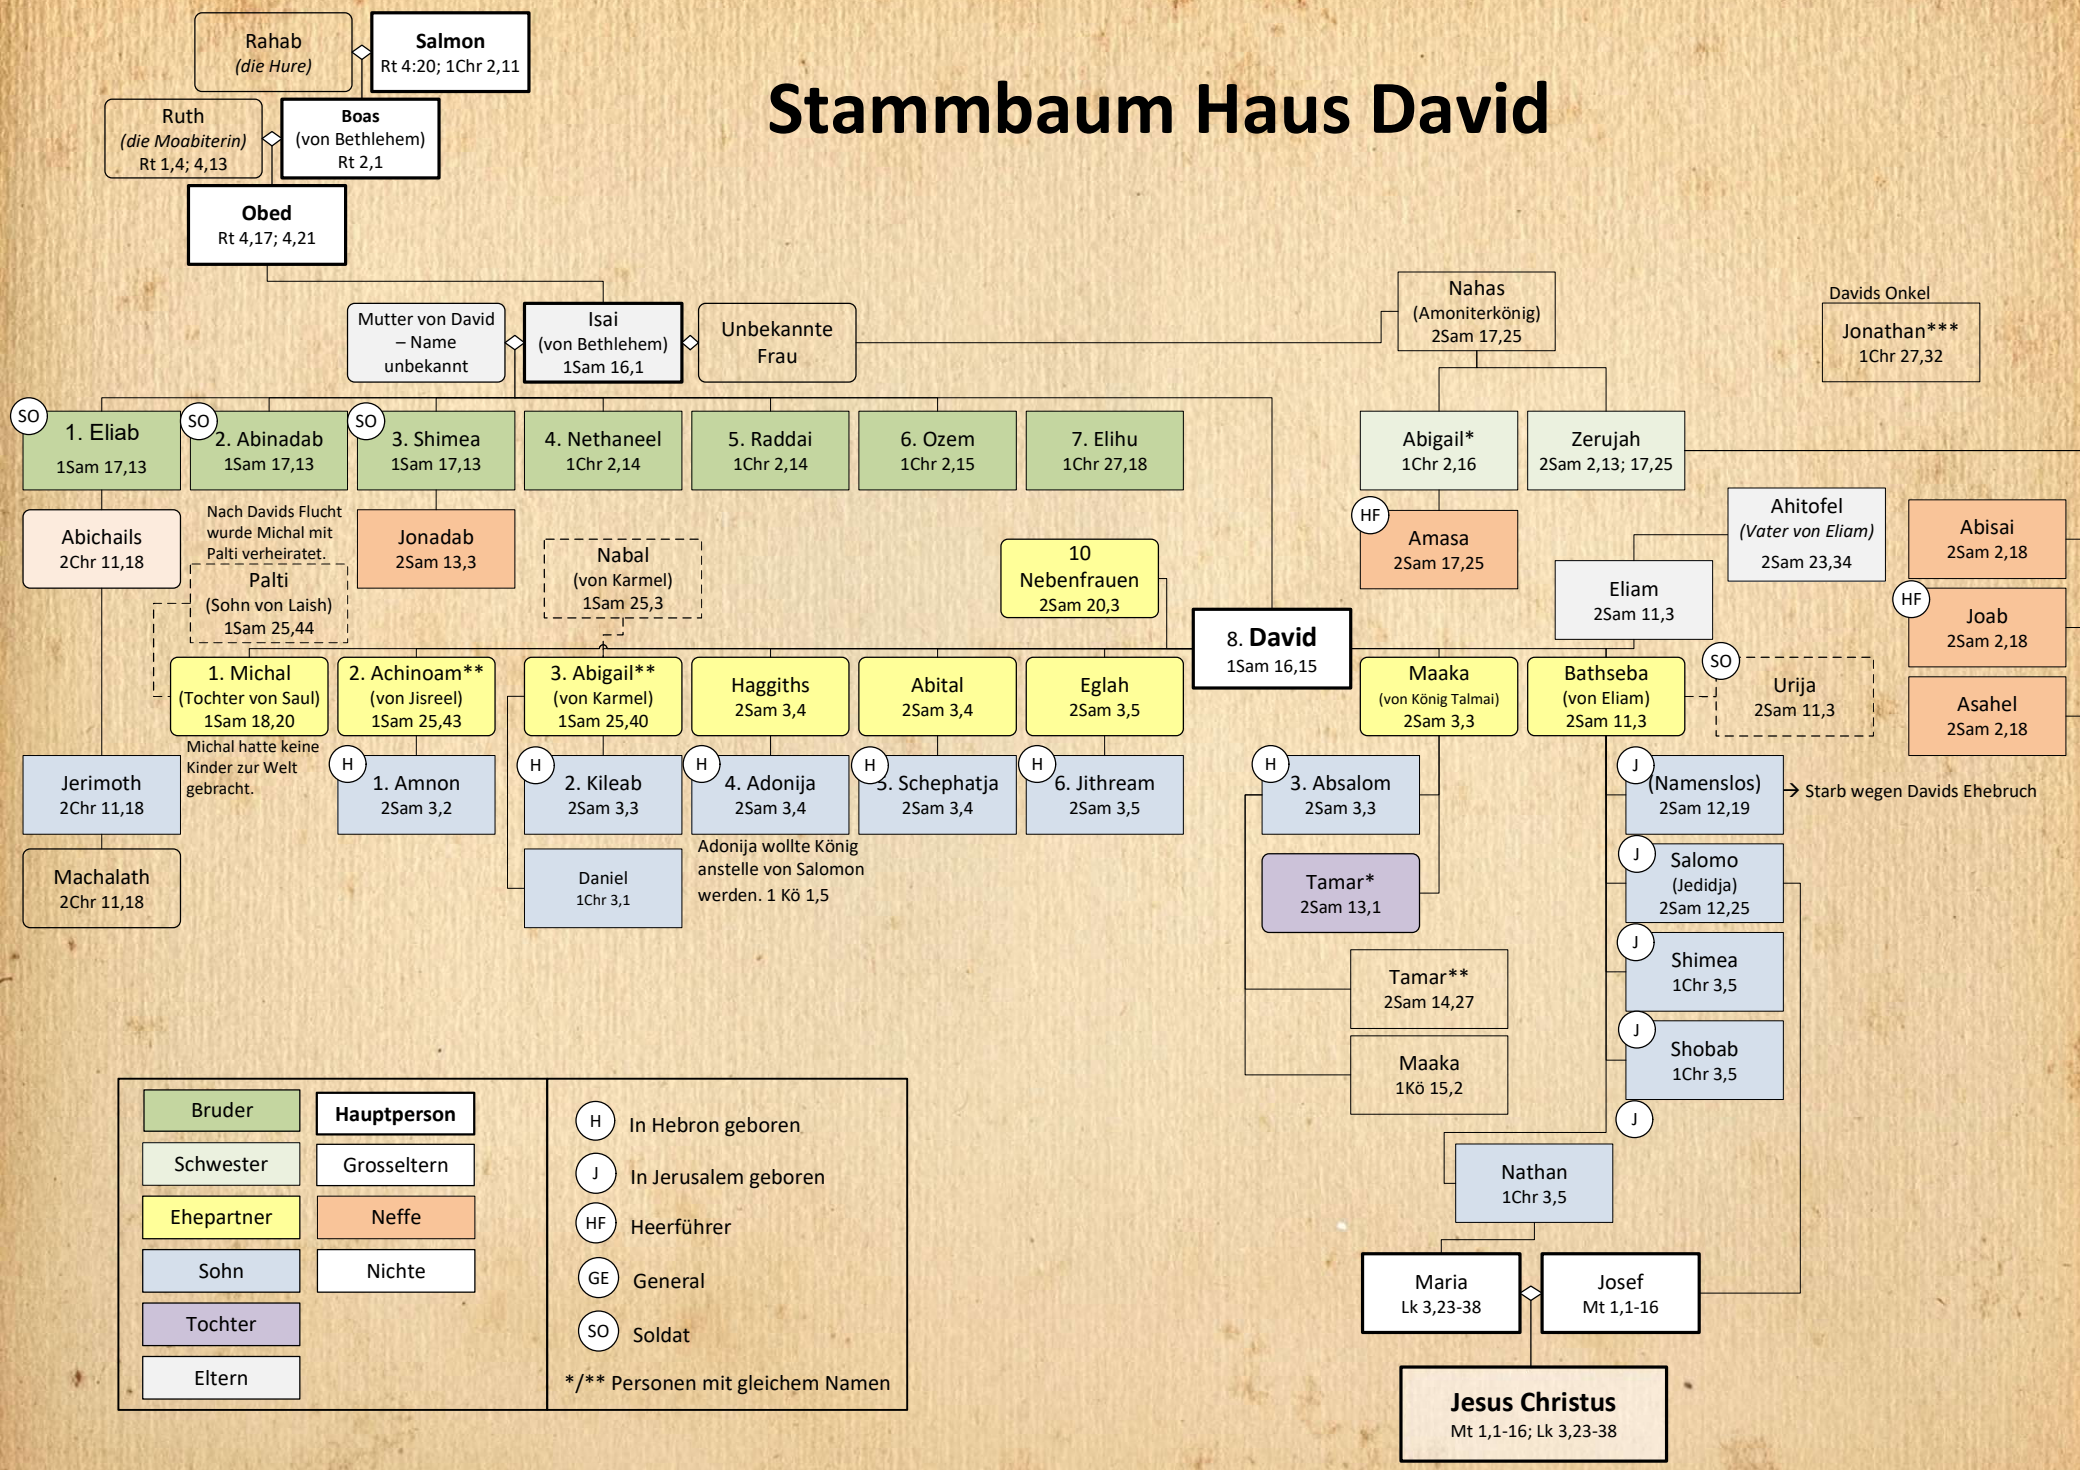 Stammbaum Haus David
Rahab
(die Hure)
Salmon
Rt 4:20; 1Chr 2,11
Ruth
(die Moabiterin)
Rt 1,4; 4,13
Boas
(von Bethlehem)
Rt 2,1
Obed
Rt 4,17; 4,21
Mutter von David
– Name
unbekannt
Isai
(von Bethlehem)
1Sam 16,1
Unbekannte
Frau
Nahas
(Amoniterkönig)
2Sam 17,25
Davids Onkel
Jonathan***
1Chr 27,32
SO
1. Eliab
1Sam 17,13
SO
2. Abinadab
1Sam 17,13
SO
3. Shimea
1Sam 17,13
4. Nethaneel
1Chr 2,14
5. Raddai
1Chr 2,14
6. Ozem
1Chr 2,15
7. Elihu
1Chr 27,18
Abigail*
1Chr 2,16
Zerujah
2Sam 2,13; 17,25
Abichails
2Chr 11,18
Nach Davids Flucht
wurde Michal mit
Palti verheiratet.
Palti
(Sohn von Laish)
1Sam 25,44
Jonadab
2Sam 13,3
Nabal
(von Karmel)
1Sam 25,3
10
Nebenfrauen
2Sam 20,3
HF
Amasa
2Sam 17,25
Ahitofel
(Vater von Eliam)
2Sam 23,34
Eliam
2Sam 11,3
Abisai
2Sam 2,18
HF
Joab
2Sam 2,18
Asahel
2Sam 2,18
8. David
1Sam 16,15
1. Michal
(Tochter von Saul)
1Sam 18,20
2. Achinoam**
(von Jisreel)
1Sam 25,43
3. Abigail**
(von Karmel)
1Sam 25,40
Haggiths
2Sam 3,4
Abital
2Sam 3,4
Eglah
2Sam 3,5
Maaka
(von König Talmai)
2Sam 3,3
Bathseba
(von Eliam)
2Sam 11,3
SO
Urija
2Sam 11,3
Michal hatte keine
Kinder zur Welt
gebracht.
Jerimoth
2Chr 11,18
H
1. Amnon
2Sam 3,2
H
2. Kileab
2Sam 3,3
H
4. Adonija
2Sam 3,4
H
5. Schephatja
2Sam 3,4
H
6. Jithream
2Sam 3,5
H
3. Absalom
2Sam 3,3
J
(Namenslos)
2Sam 12,19
→ Starb wegen Davids Ehebruch
Machalath
2Chr 11,18
Daniel
1Chr 3,1
Adonija wollte König
anstelle von Salomon
werden. 1 Kö 1,5
Tamar*
2Sam 13,1
J
Salomo
(Jedidja)
2Sam 12,25
Tamar**
2Sam 14,27
J
Shimea
1Chr 3,5
Maaka
1Kö 15,2
J
Shobab
1Chr 3,5
J
Nathan
1Chr 3,5
Maria
Lk 3,23-38
Josef
Mt 1,1-16
Jesus Christus
Mt 1,1-16; Lk 3,23-38
Bruder
Hauptperson
Schwester
Grosseltern
Ehepartner
Neffe
Sohn
Nichte
Tochter
Eltern
H In Hebron geboren
J In Jerusalem geboren
HF Heerführer
GE General
SO Soldat
*/** Personen mit gleichem Namen